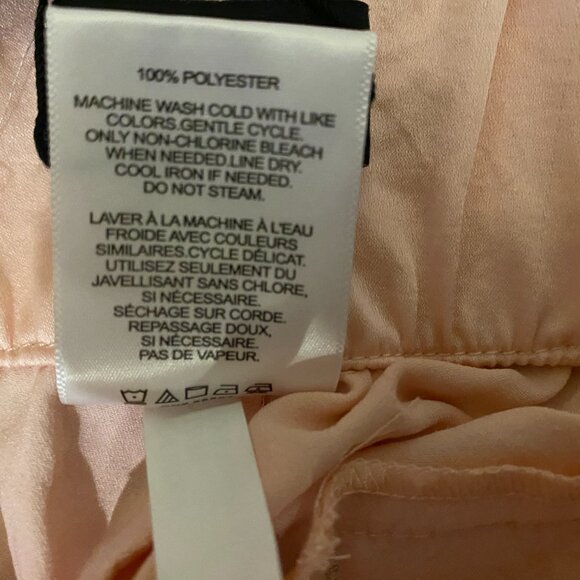 100% POLYESTER
MACHINE WASH COLD WITH LIKE
COLORS.GENTLE CYCLE.
ONLY NON-CHLORINE BLEACH
WHEN NEEDED.LINE DRY.
COOL IRON IF NEEDED.
DO NOT STEAM.
LAVER À LA MACHINE À L'EAU
FROIDE AVEC COULEURS
SIMILAIRES.CYCLE DÉLICAT.
UTILISEZ SEULEMENT DU
JAVELLISANT SANS CHLORE,
SI NÉCESSAIRE.
SÉCHAGE SUR CORDE.
REPASSAGE DOUX,
SI NÉCESSAIRE.
PAS DE VAPEUR.